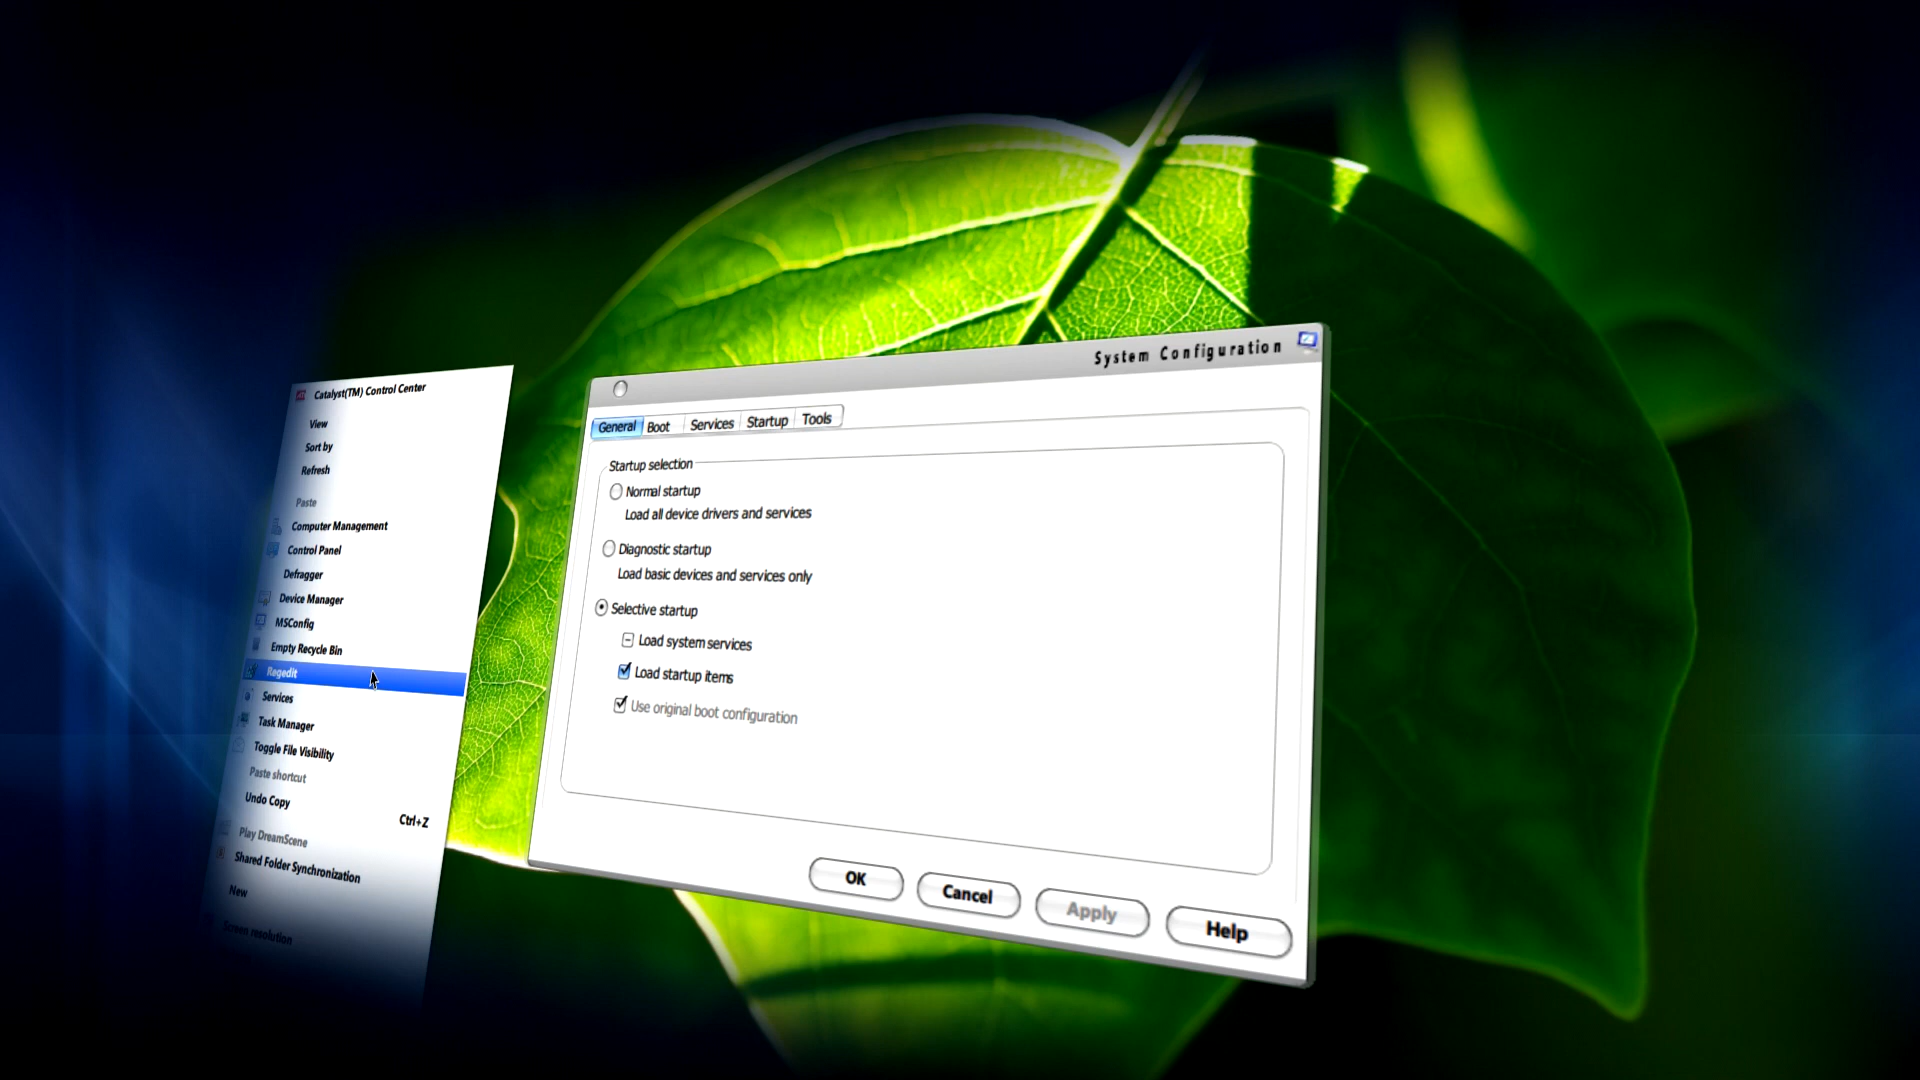 Catalyst(TM) Control Center
View
Sort by
Refresh
Paste
Computer Management
Control Panel
Defragger
Device Manager
MSConfig
Empty Recycle Bin
Regedit
Services
Task Manager
Toggle File Visibility
Paste shortcut
Undo Copy Ctrl+Z
Play DreamScene
Shared Folder Synchronization
New
Screen resolution
System Configuration
General Boot Services Startup Tools
Startup selection
Normal startup
Load all device drivers and services
Diagnostic startup
Load basic devices and services only
Selective startup
Load system services
Load startup items
Use original boot configuration
OK Cancel Apply Help